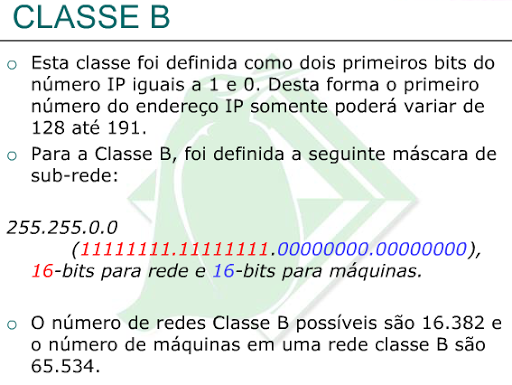 CLASSE B
○ Esta classe foi definida como dois primeiros bits do
número IP iguais a 1 e 0. Desta forma o primeiro
número do endereço IP somente poderá variar de
128 até 191.
○ Para a Classe B, foi definida a seguinte máscara de
sub-rede:
255.255.0.0
(11111111.11111111.00000000.00000000),
16-bits para rede e 16-bits para máquinas.
○ O número de redes Classe B possíveis são 16.382 e
o número de máquinas em uma rede classe B são
65.534.